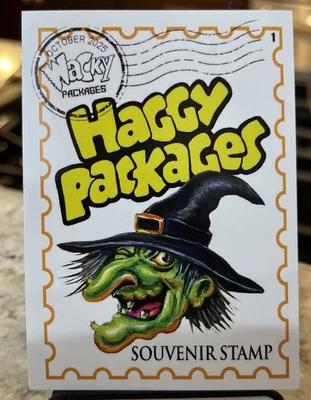 OCTOBER 2025
Wacky
PACKAGES
1
Haggy
Packages
SOUVENIR STAMP